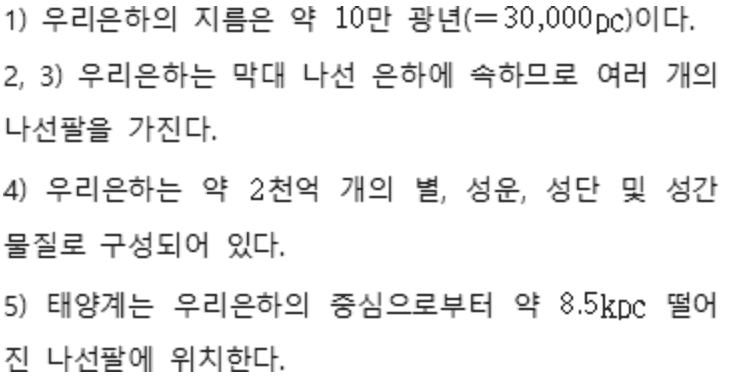 1) 우리은하의 지름은 약 10만 광년(=30,000pc)이다.
2, 3) 우리은하는 막대 나선 은하에 속하므로 여러 개의
나선팔을 가진다.
4) 우리은하는 약 2천억 개의 별, 성운, 성단 및 성간
물질로 구성되어 있다.
5) 태양계는 우리은하의 중심으로부터 약 8.5kpc 떨어
진 나선팔에 위치한다.